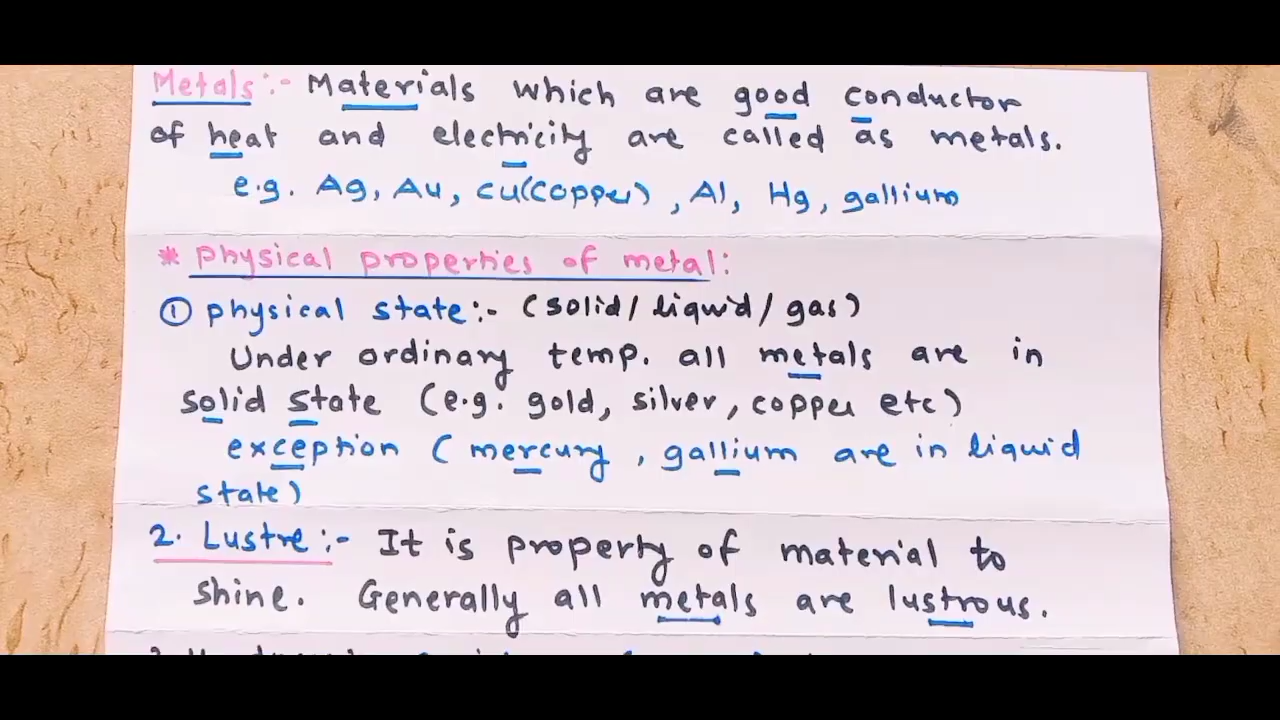 Metals :- Materials which are good conductor
of heat and electricity are called as metals.
e.g. Ag, Au, cu(copper), Al, Hg, gallium
* physical properties of metal:
① physical state:- (solid/liquid/gas)
Under ordinary temp. all metals are in
solid state (e.g. gold, silver, copper etc)
exception (mercury, gallium are in liquid
state)
2. Lustre:- It is property of material to
shine. Generally all metals are lustrous.